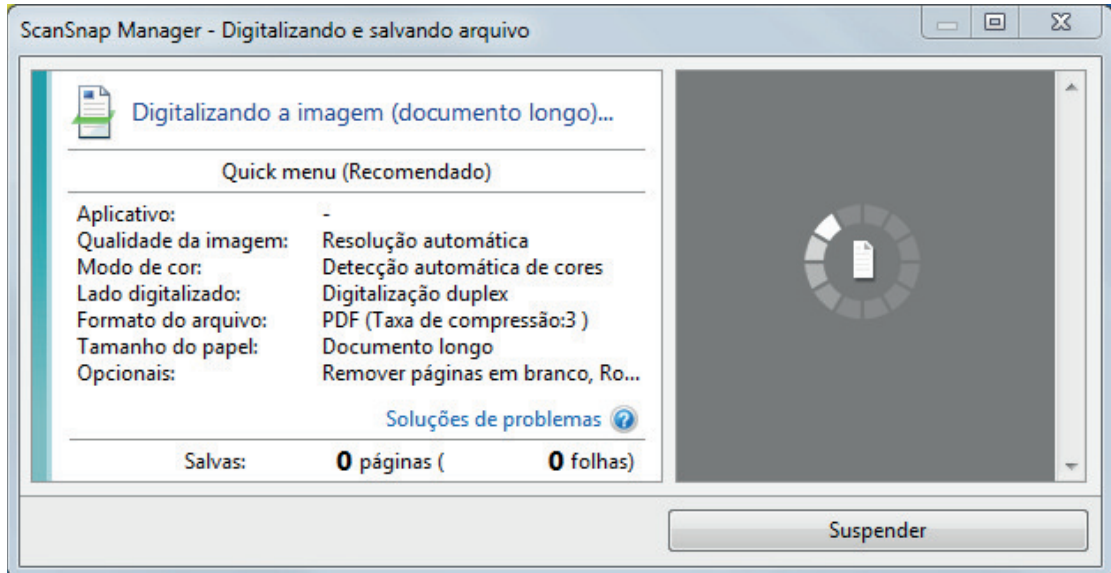 ScanSnap Manager - Digitalizando e salvando arquivo
Digitalizando a imagem (documento longo)...
Quick menu (Recomendado)
Aplicativo: -
Qualidade da imagem: Resolução automática
Modo de cor: Detecção automática de cores
Lado digitalizado: Digitalização duplex
Formato do arquivo: PDF (Taxa de compressão:3 )
Tamanho do papel: Documento longo
Opcionais: Remover páginas em branco, Ro...
Soluções de problemas
Salvas: 0 páginas ( 0 folhas)
Suspender